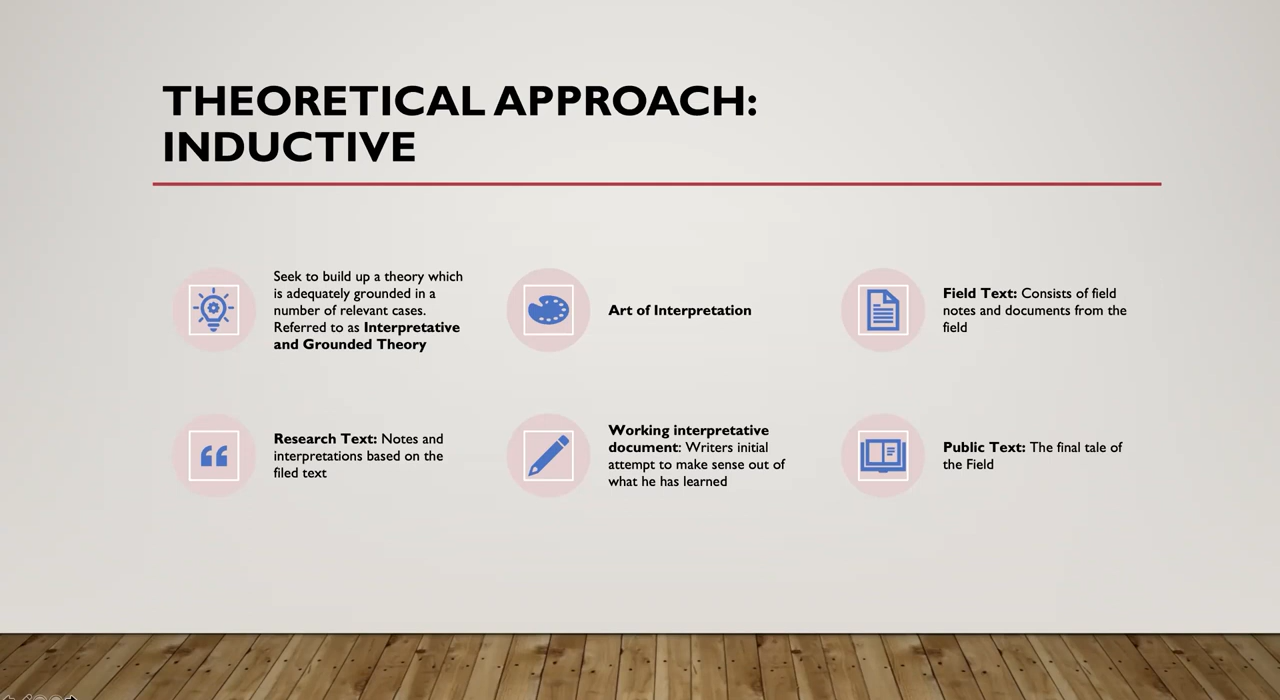 THEORETICAL APPROACH:
INDUCTIVE
Seek to build up a theory which
is adequately grounded in a
number of relevant cases.
Referred to as Interpretative
and Grounded Theory
Art of Interpretation
Field Text: Consists of field
notes and documents from the
field
Research Text: Notes and
interpretations based on the
filed text
Working interpretative
document: Writers initial
attempt to make sense out of
what he has learned
Public Text: The final tale of
the Field